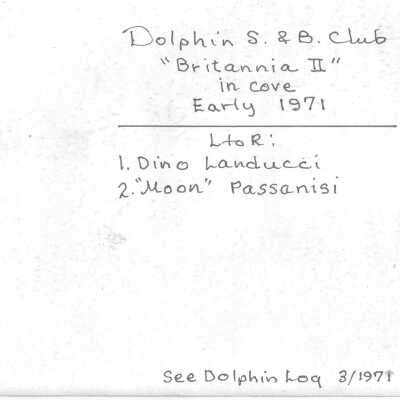 Dolphin S. & B. Club
"Britannia II"
in cove
Early 1971
L to R:
1. Dino Landucci
2. "Moon" Passanisi
See Dolphin Log 3/1971